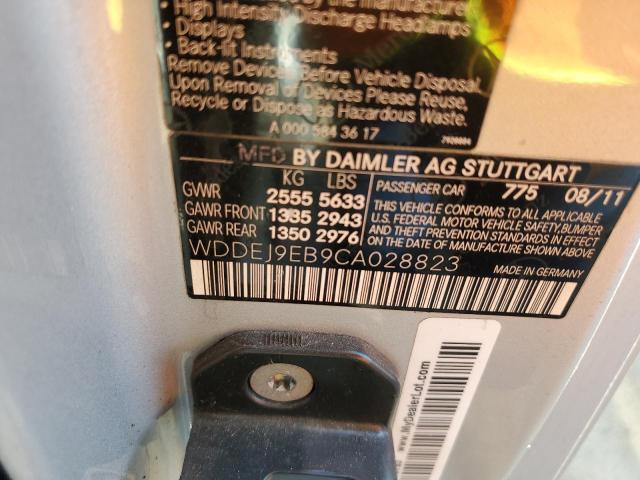 by the manufacturer
• High Intensity Discharge Headlamps
• Displays
• Back-lit Instruments
Remove Devices Before Vehicle Disposal.
Upon Removal of Devices Please Reuse,
Recycle or Dispose as Hazardous Waste.
A 000 584 36 17
MFD BY DAIMLER AG STUTTGART
KG LBS
GVWR 2555 5633
GAWR FRONT 1335 2943
GAWR REAR 1350 2976
PASSENGER CAR 775 08/11
THIS VEHICLE CONFORMS TO ALL APPLICABLE
U.S. FEDERAL MOTOR VEHICLE SAFETY, BUMPER
AND THEFT PREVENTION STANDARDS IN EFFECT
ON THE DATE OF MANUFACTURE SHOWN ABOVE
WDDEJ9EB9CA028823
MADE IN GERMANY
www.MyDealerLot.com